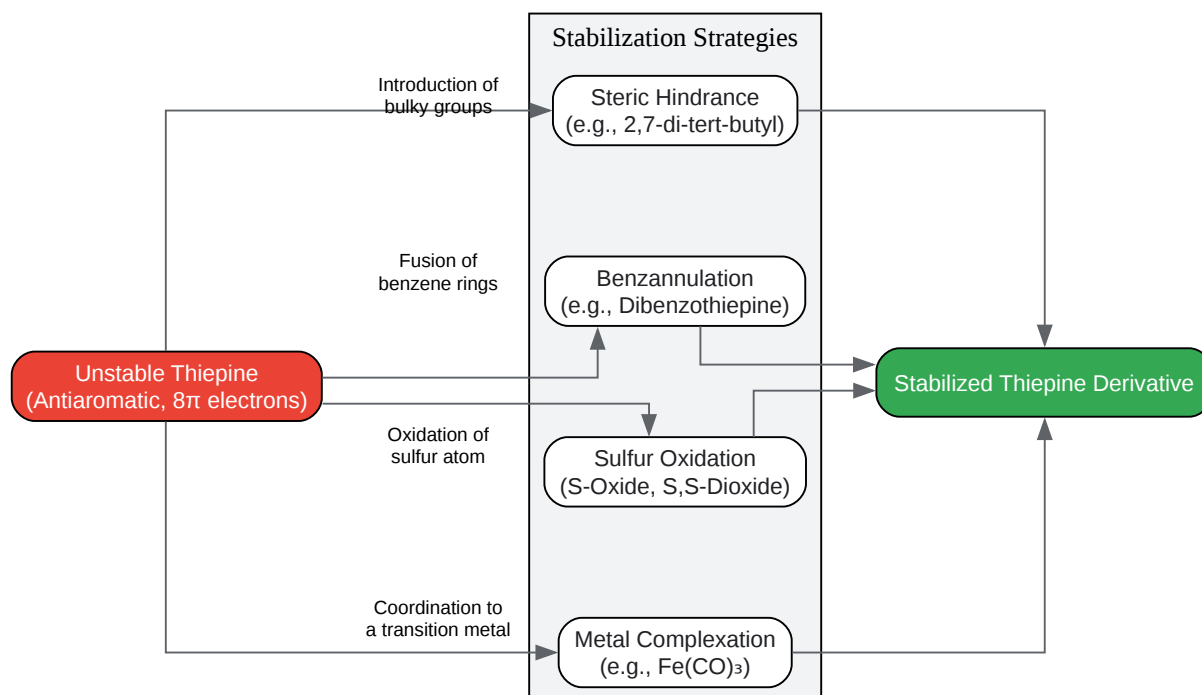 Stabilization Strategies
Introduction of
bulky groups
Steric Hindrance
(e.g., 2,7-di-tert-butyl)
Fusion of
benzene rings
Benzannulation
(e.g., Dibenzothiepine)
Unstable Thiepine
(Antiaromatic, 8π electrons)
Stabilized Thiepine Derivative
Oxidation of
sulfur atom
Sulfur Oxidation
(S-Oxide, S,S-Dioxide)
Coordination to
a transition metal
Metal Complexation
(e.g., Fe(CO)₃)